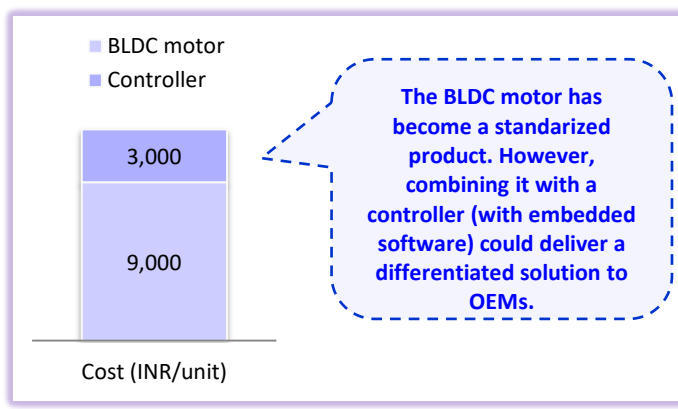 BLDC motor
Controller
3,000
9,000
Cost (INR/unit)
The BLDC motor has
become a standarized
product. However,
combining it with a
controller (with embedded
software) could deliver a
differentiated solution to
OEMs.